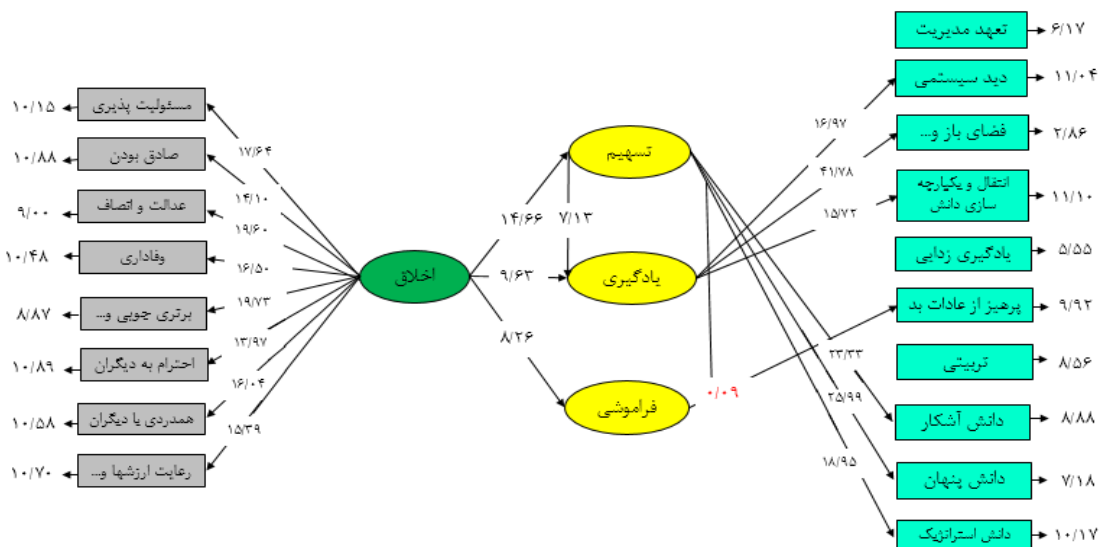 تعهد مدیریت
۶/۱۷
دید سیستمی
۱۱/۰۴
فضای باز و...
۲/۸۶
انتقال و یکپارچه
سازی دانش
۱۱/۱۰
یادگیری زدایی
۵/۵۵
پرهیز از عادات بد
۹/۹۲
تربیتی
۸/۵۶
دانش آشکار
۸/۸۸
دانش پنهان
۷/۱۸
دانش استراتژیک
۱۰/۱۷
۱۶/۹۷
۴۱/۷۸
۱۵/۷۲
۲۳/۳۳
۲۵/۹۹
۱۸/۹۵
۰/۰۹
تسهیم
یادگیری
فراموشی
۱۴/۶۶
۷/۱۳
۹/۶۳
۸/۲۶
اخلاق
۱۷/۶۴
۱۴/۱۰
۱۹/۶۰
۱۶/۵۰
۱۹/۷۳
۱۳/۹۷
۱۶/۰۴
۱۵/۳۹
مسئولیت پذیری
۱۰/۱۵
صادق بودن
۱۰/۸۸
عدالت و اتصاف
۹/۰۰
وفاداری
۱۰/۴۸
برتری جویی و...
۸/۸۷
احترام به دیگران
۱۰/۸۹
همدردی یا دیگران
۱۰/۵۸
رعایت ارزشها و...
۱۰/۷۰